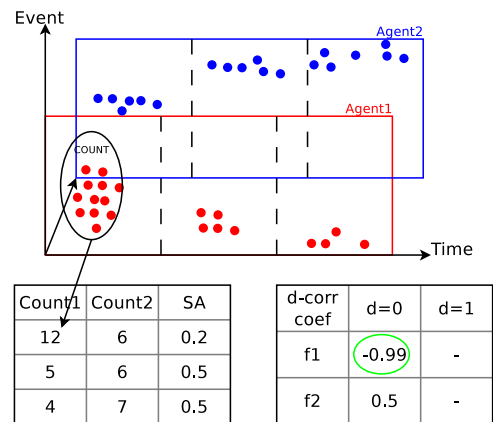 Event
Agent2
Agent1
COUNT
Time
Count1 Count2 SA
12 6 0.2
5 6 0.5
4 7 0.5
d-corr coef d=0 d=1
f1 -0.99 -
f2 0.5 -